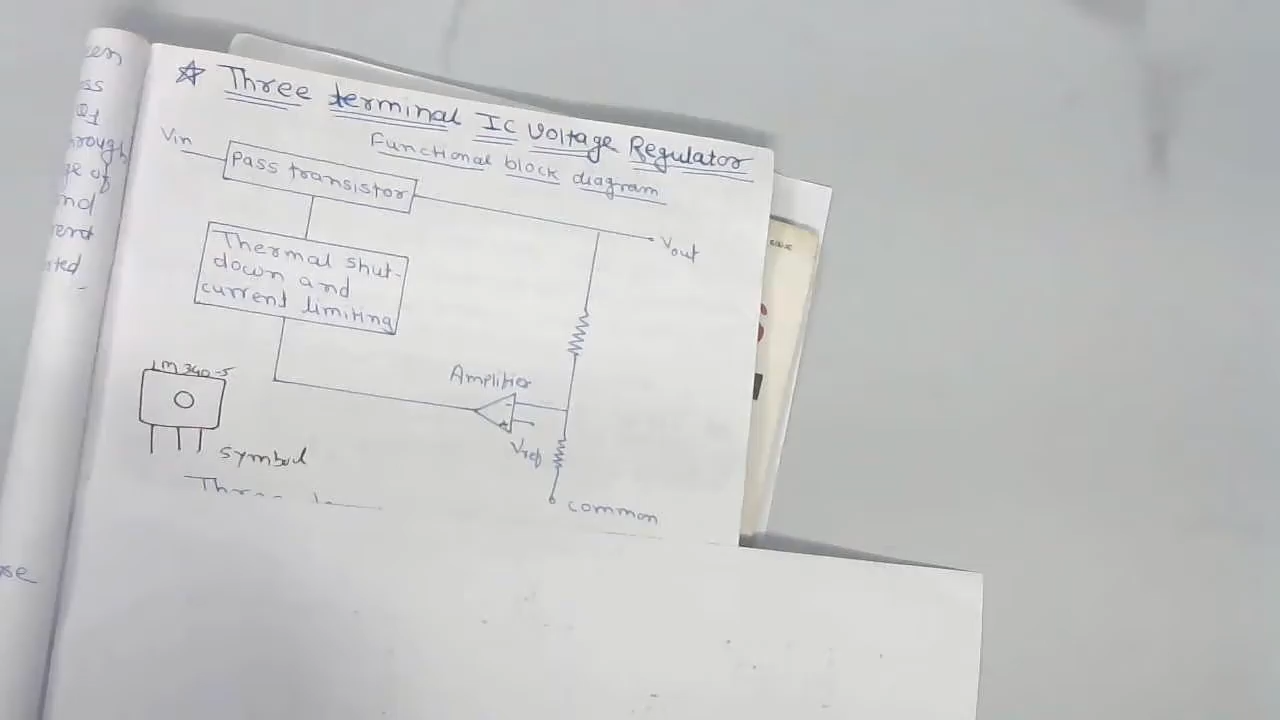 ☆ Three terminal IC Voltage Regulator
Functional block diagram
Vin
Pass transistor
Vout
Thermal shut-
down and
current limiting
Amplifier
-
+
Vref
LM 340-5
symbol
common